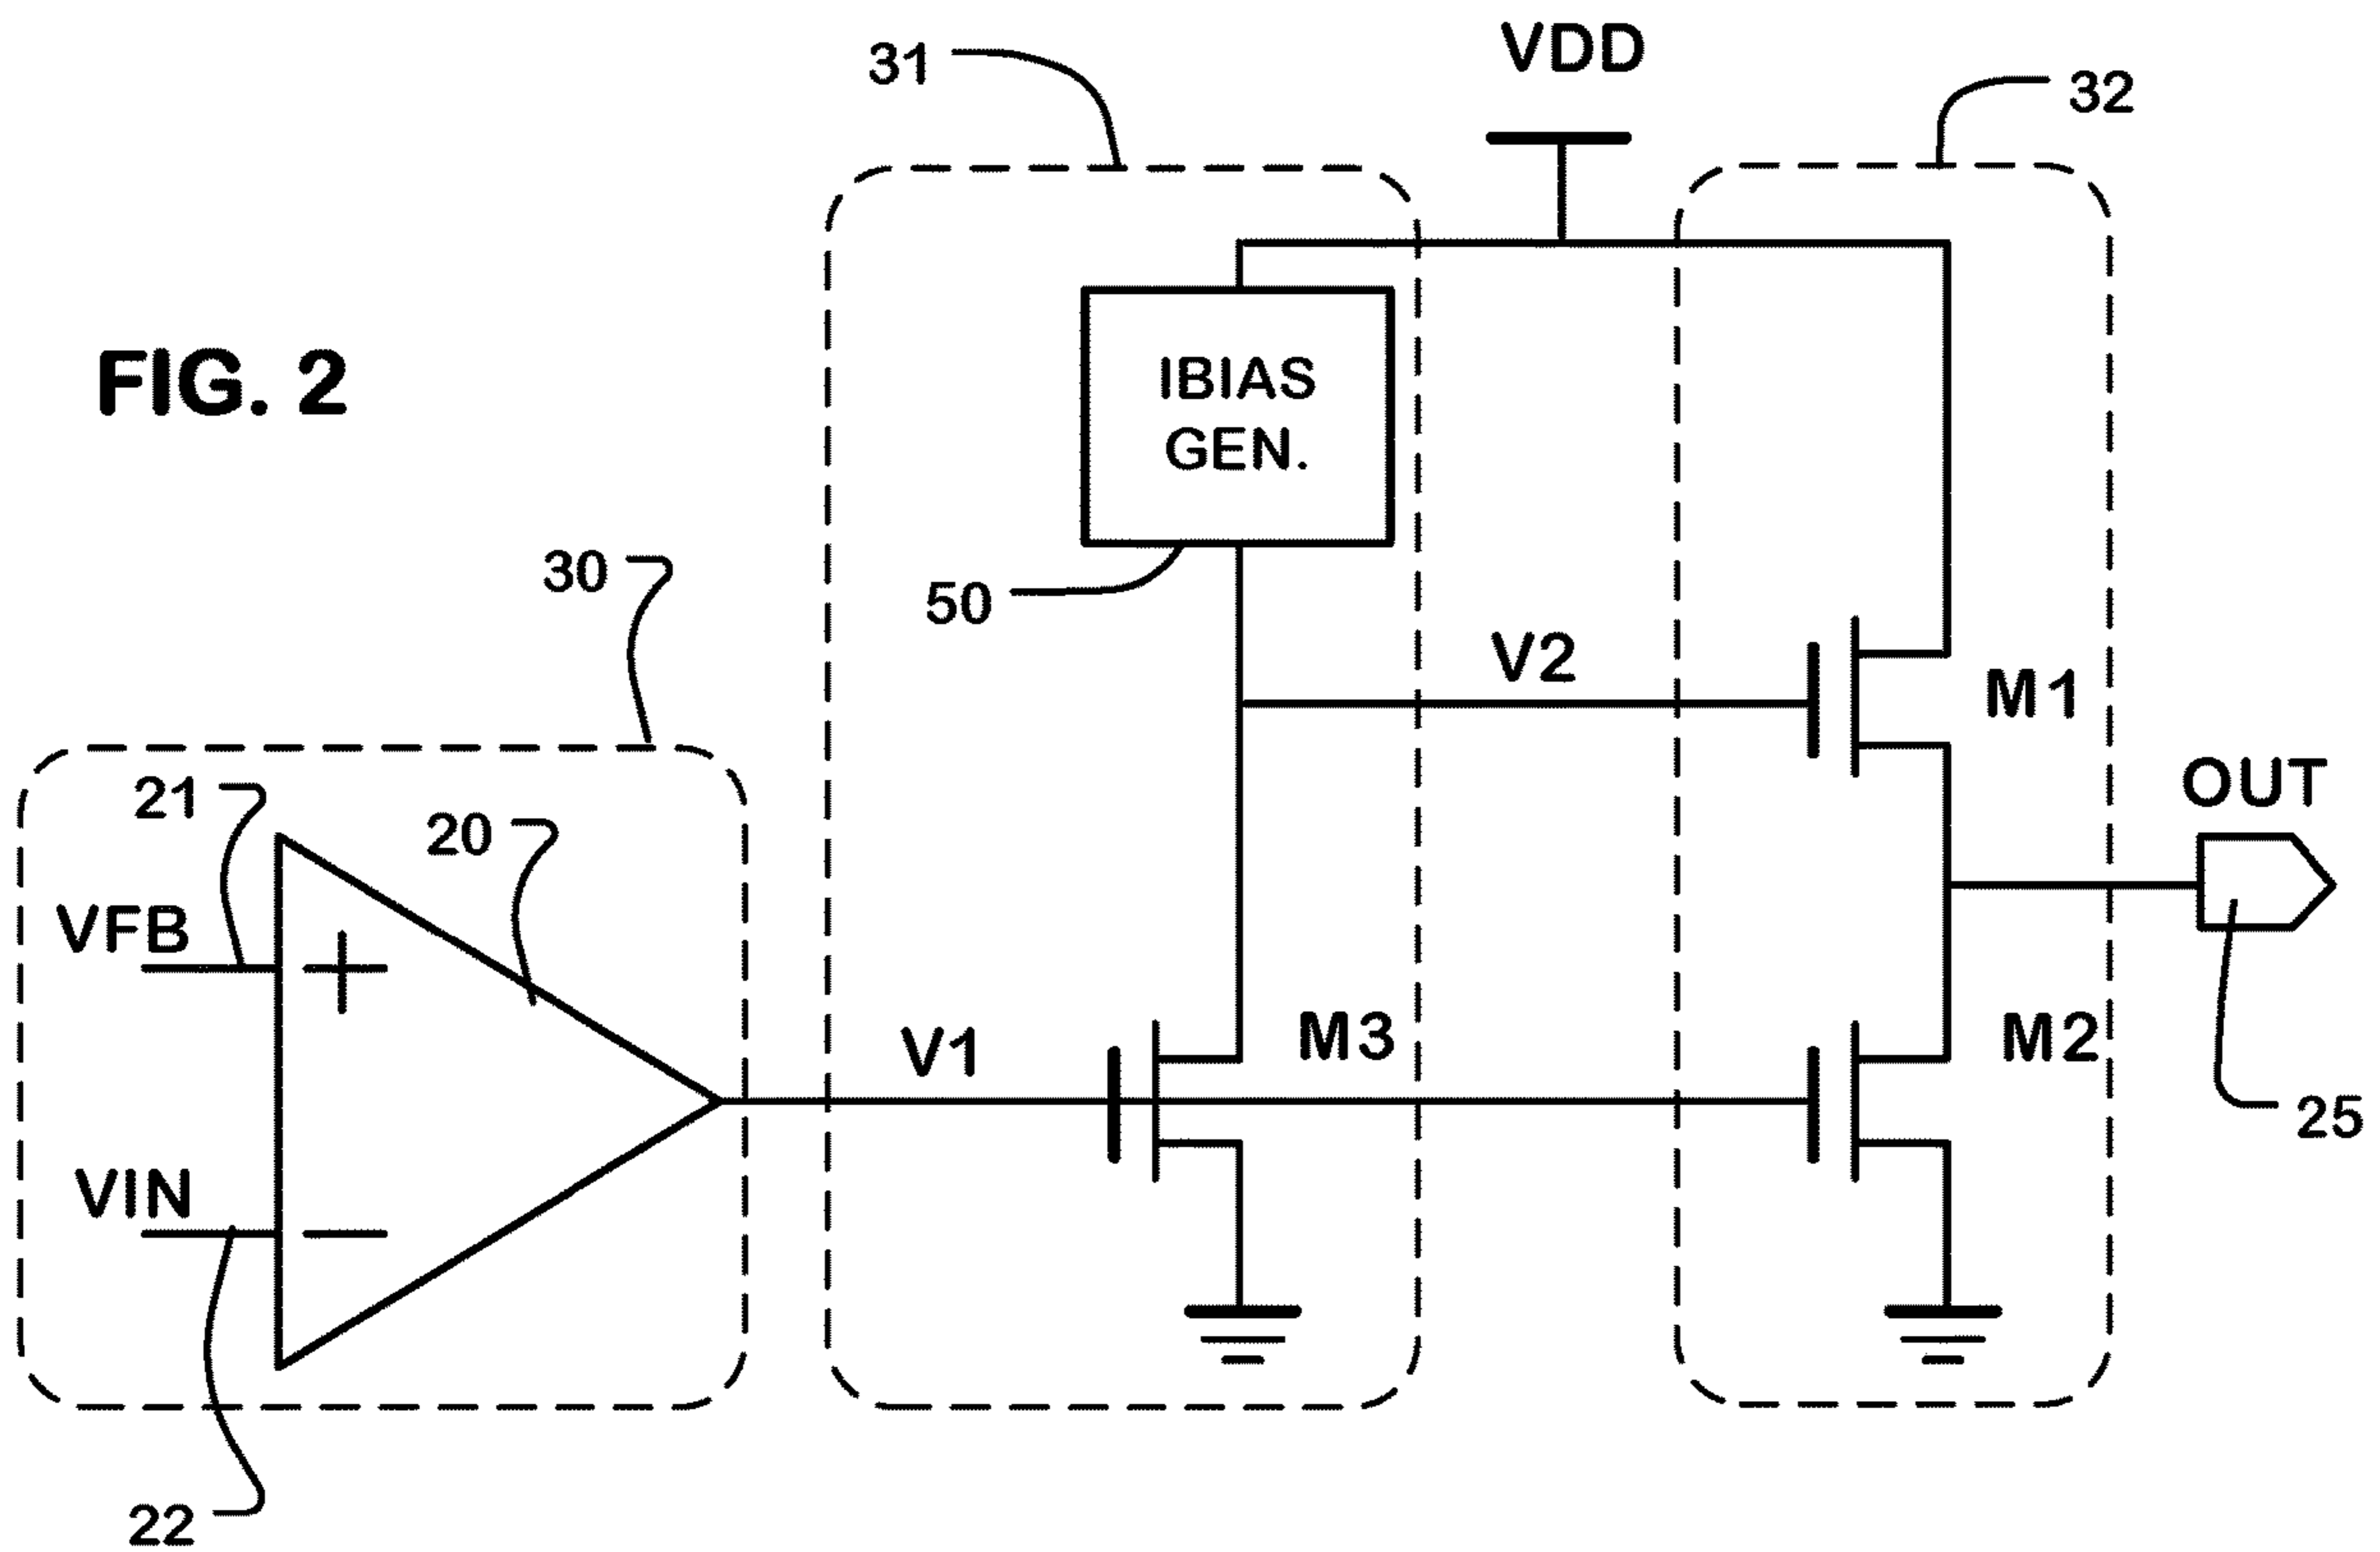 31
VDD
32
FIG. 2
IBIAS
GEN.
30
50
V2
M1
21
20
OUT
VFB
V1
M3
M2
25
VIN
22